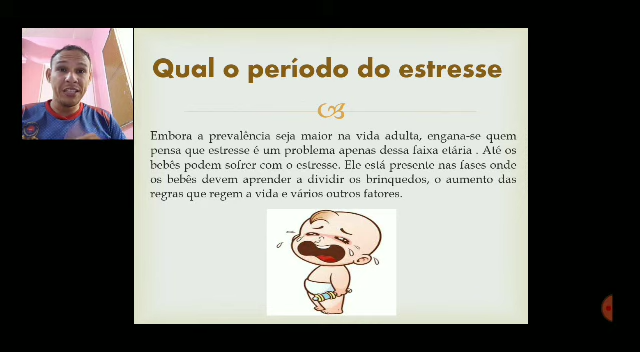 Qual o período do estresse
Embora a prevalência seja maior na vida adulta, engana-se quem
pensa que estresse é um problema apenas dessa faixa etária . Até os
bebês podem sofrer com o estresse. Ele está presente nas fases onde
os bebês devem aprender a dividir os brinquedos, o aumento das
regras que regem a vida e vários outros fatores.